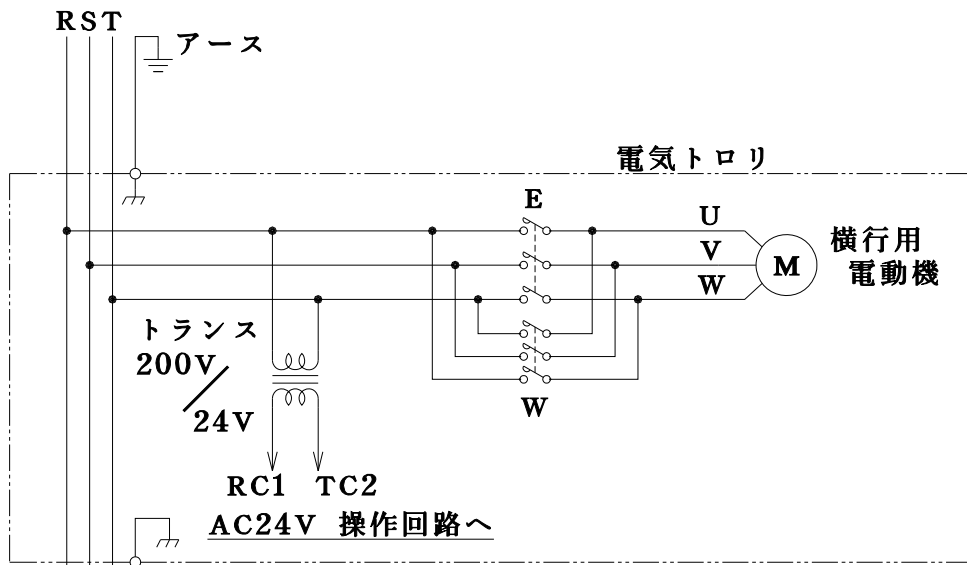 RST
アース
電気トロリ
E
U
V
W
M
横行用
電動機
トランス
200V
24V
W
RC1 TC2
AC24V 操作回路へ